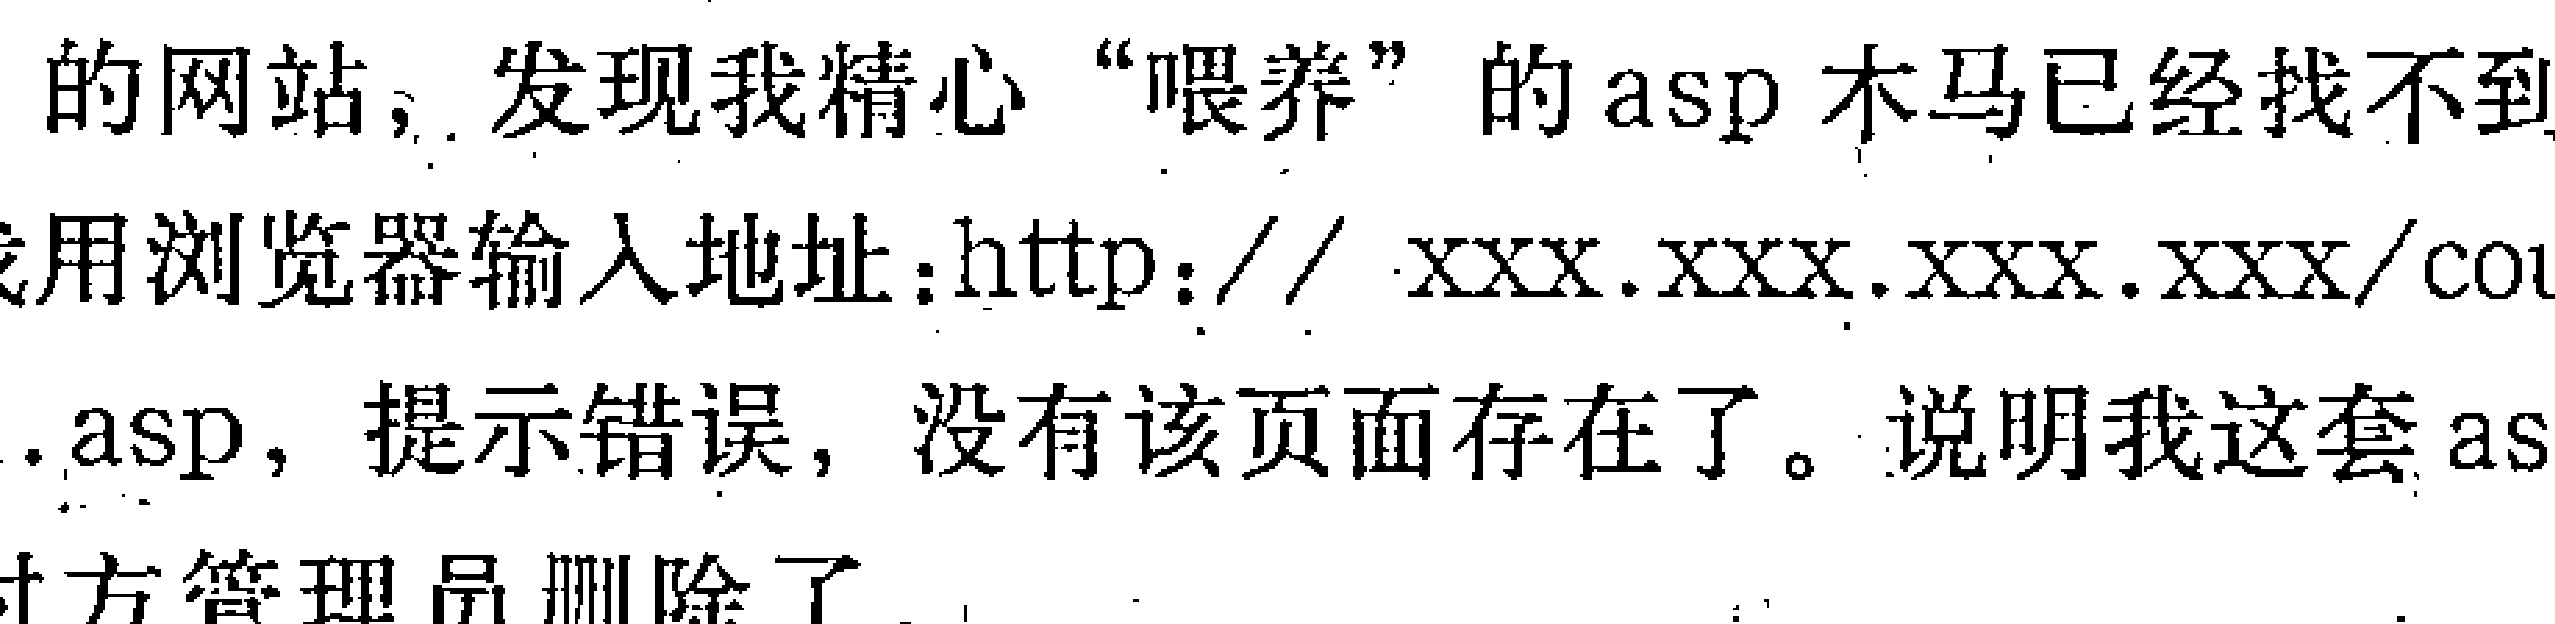 的网站，发现我精心“喂养”的asp木马已经找不到
我用浏览器输入地址:http:// xxx.xxx.xxx.xxx/cou
.asp，提示错误，没有该页面存在了。说明我这套as
对方管理员删除了。